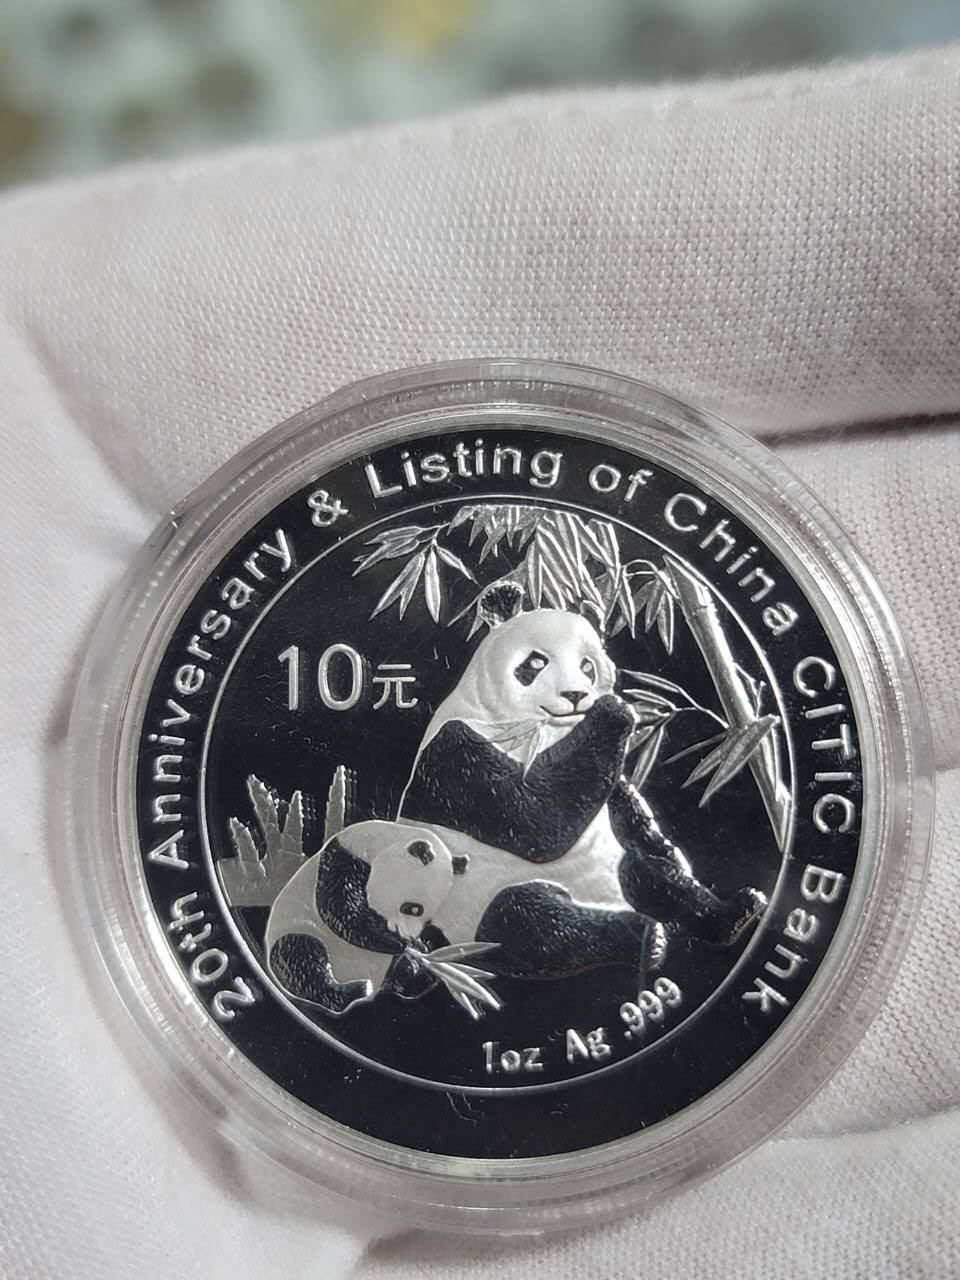 20th Anniversary & Listing of China CITIC Bank
10元
1oz Ag .999